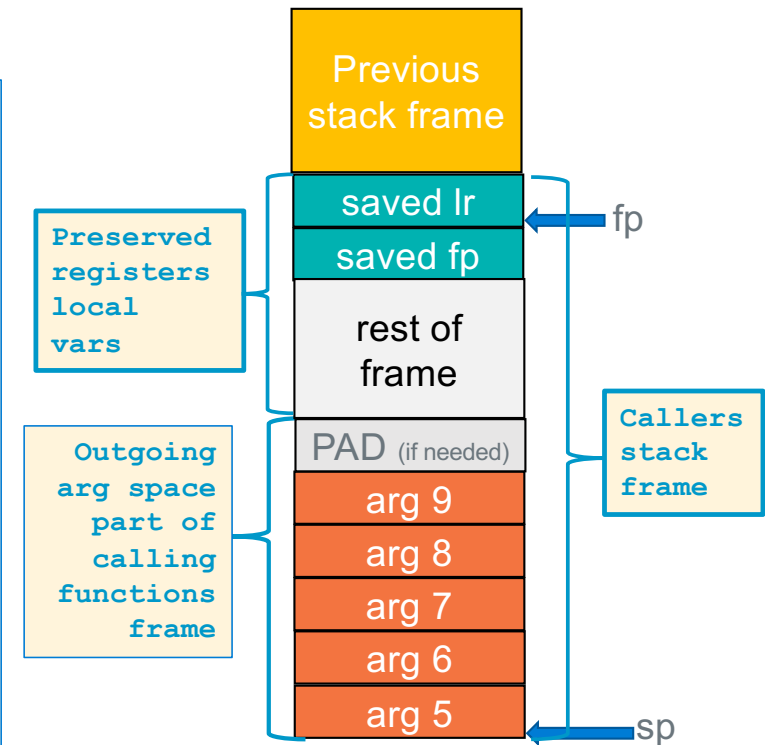 Previous
stack frame
saved lr
fp
saved fp
Preserved
registers
local
vars
rest of
frame
Callers
stack
frame
PAD (if needed)
Outgoing
arg space
part of
calling
functions
frame
arg 9
arg 8
arg 7
arg 6
arg 5
sp